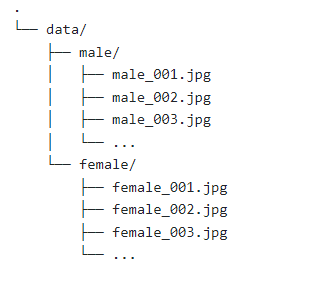 .
└── data/
    ├── male/
    │   ├── male_001.jpg
    │   ├── male_002.jpg
    │   ├── male_003.jpg
    │   └── ...
    └── female/
        ├── female_001.jpg
        ├── female_002.jpg
        ├── female_003.jpg
        └── ...